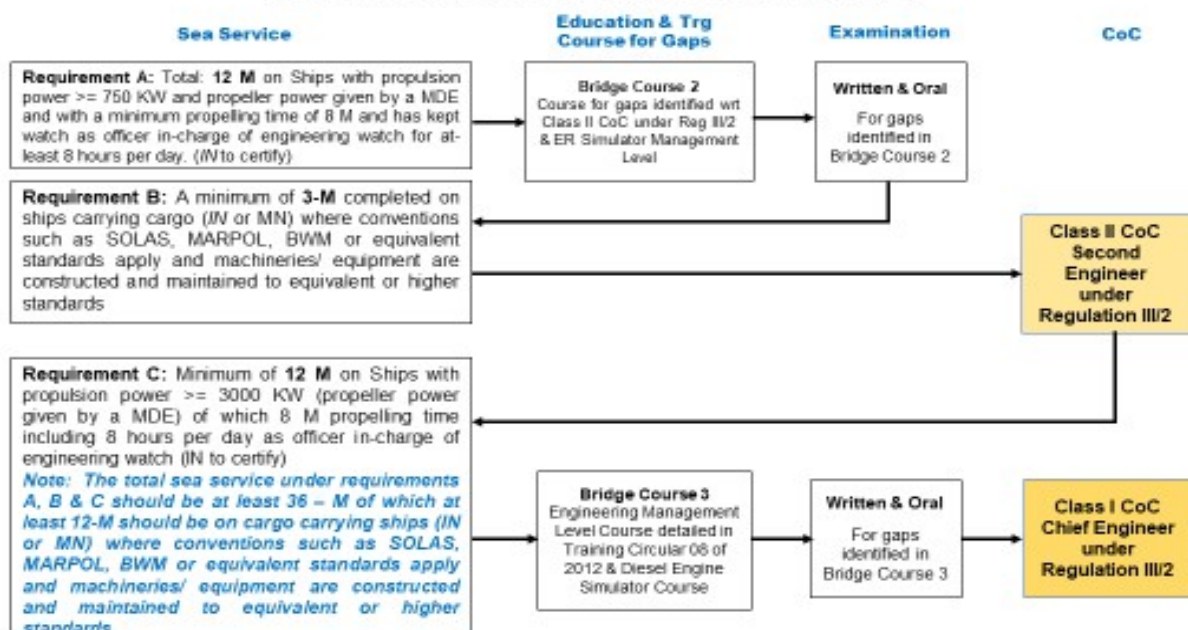 Sea Service
Education & Trg
Course for Gaps
Examination
CoC
Requirement A: Total: 12 M on Ships with propulsion
power >= 750 KW and propeller power given by a MDE
and with a minimum propelling time of 8 M and has kept
watch as officer in-charge of engineering watch for at-
least 8 hours per day. (IN to certify)
Bridge Course 2
Course for gaps identified wrt
Class II CoC under Reg III/2
& ER Simulator Management
Level
Written & Oral
For gaps
identified in
Bridge Course 2
Requirement B: A minimum of 3-M completed on
ships carrying cargo (IN or MN) where conventions
such as SOLAS, MARPOL, BWM or equivalent
standards apply and machineries/ equipment are
constructed and maintained to equivalent or higher
standards
Class II CoC
Second
Engineer
under
Regulation III/2
Requirement C: Minimum of 12 M on Ships with
propulsion power >= 3000 KW (propeller power
given by a MDE) of which 8 M propelling time
including 8 hours per day as officer in-charge of
engineering watch (IN to certify)
Note: The total sea service under requirements
A, B & C should be at least 36 – M of which at
least 12-M should be on cargo carrying ships (IN
or MN) where conventions such as SOLAS,
MARPOL, BWM or equivalent standards apply
and machineries/ equipment are constructed
and maintained to equivalent or higher
standards
Bridge Course 3
Engineering Management
Level Course detailed in
Training Circular 08 of
2012 & Diesel Engine
Simulator Course
Written & Oral
For gaps
identified in
Bridge Course 3
Class I CoC
Chief Engineer
under
Regulation III/2